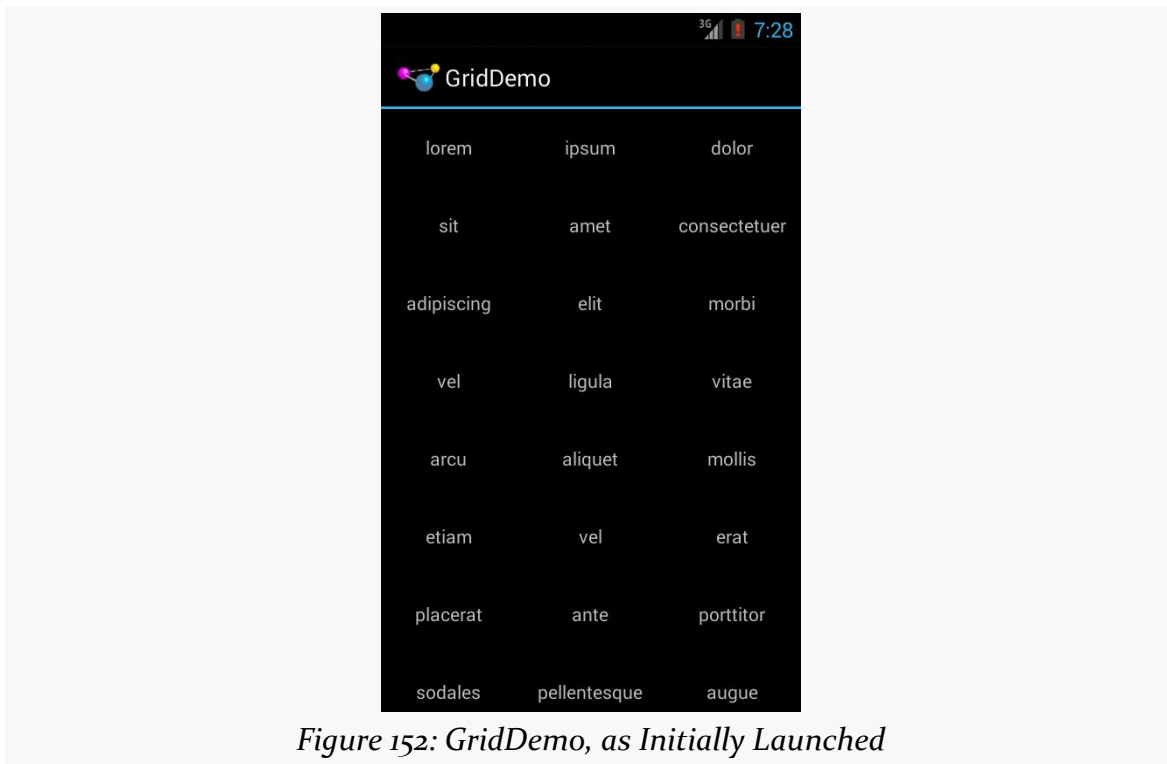 3G 7:28
GridDemo
lorem ipsum dolor
sit amet consectetuer
adipiscing elit morbi
vel ligula vitae
arcu aliquet mollis
etiam vel erat
placerat ante porttitor
sodales pellentesque augue
Figure 152: GridDemo, as Initially Launched